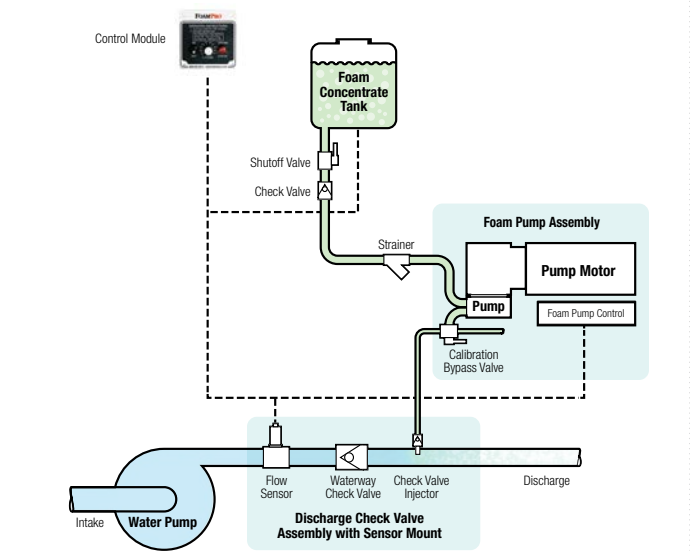 FoamPro
Control Module
Foam
Concentrate
Tank
Shutoff Valve
Check Valve
Strainer
Foam Pump Assembly
Pump Motor
Pump
Foam Pump Control
Calibration
Bypass Valve
Flow
Sensor
Waterway
Check Valve
Check Valve
Injector
Discharge
Intake
Water Pump
Discharge Check Valve
Assembly with Sensor Mount